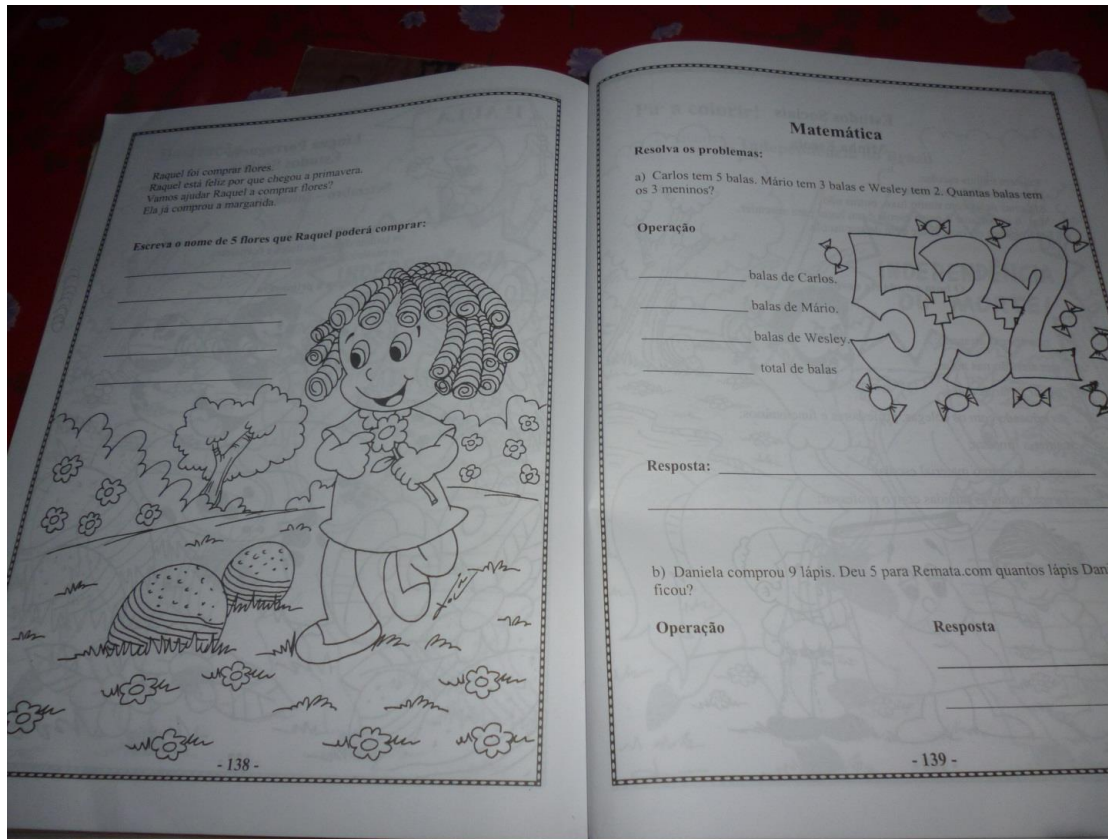 Raquel foi comprar flores.
Raquel está feliz por que chegou a primavera.
Vamos ajudar Raquel a comprar flores?
Ela já comprou a margarida.
Escreva o nome de 5 flores que Raquel poderá comprar:
- 138 -
Matemática
Resolva os problemas:
a) Carlos tem 5 balas. Mário tem 3 balas e Wesley tem 2. Quantas balas tem
os 3 meninos?
Operação
5+3+2
balas de Carlos.
balas de Mário.
balas de Wesley.
total de balas
Resposta:
b) Daniela comprou 9 lápis. Deu 5 para Remata.com quantos lápis Dan
ficou?
Operação Resposta
- 139 -